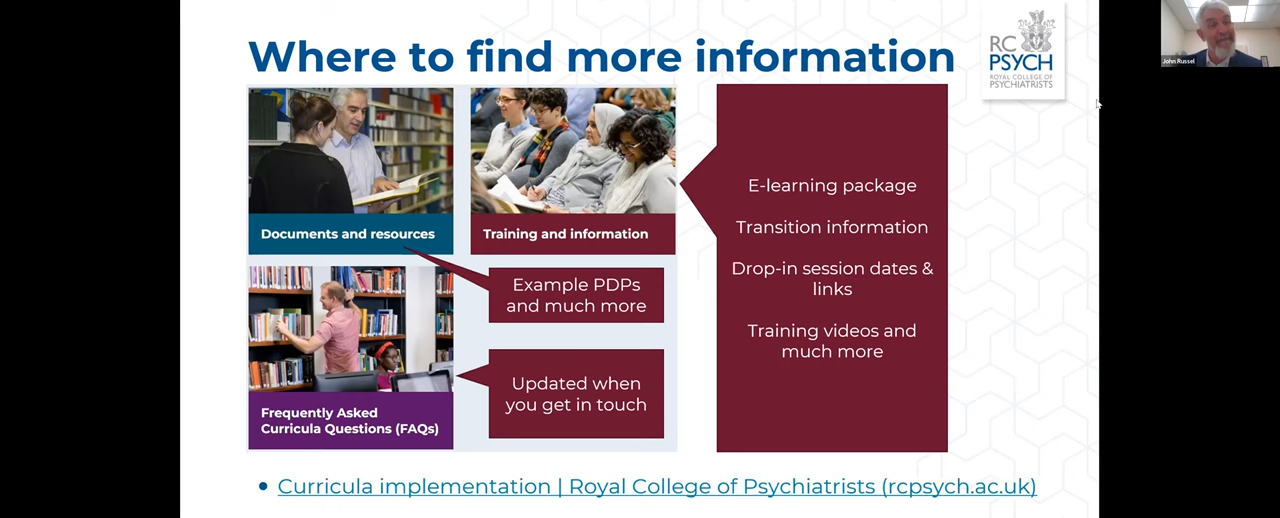 Where to find more information
RC
PSYCH
ROYAL COLLEGE OF
PSYCHIATRISTS
John Russel
Documents and resources
Training and information
Example PDPs
and much more
Frequently Asked
Curricula Questions (FAQs)
Updated when
you get in touch
E-learning package
Transition information
Drop-in session dates &
links
Training videos and
much more
Curricula implementation | Royal College of Psychiatrists (rcpsych.ac.uk)